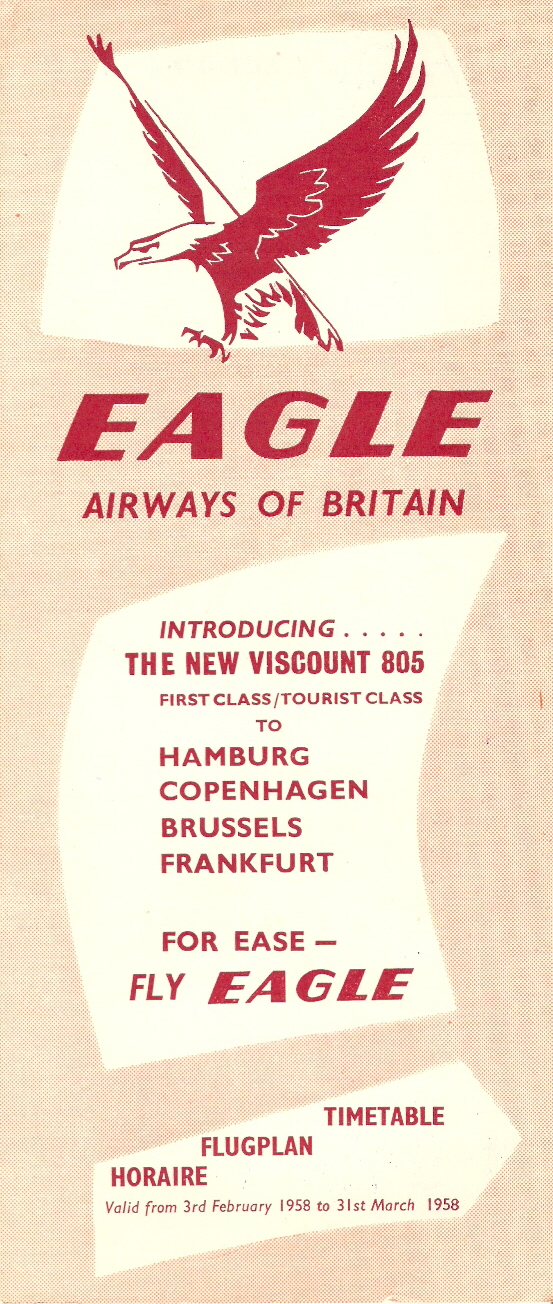 EAGLE
AIRWAYS OF BRITAIN
INTRODUCING . . . . .
THE NEW VISCOUNT 805
FIRST CLASS/TOURIST CLASS
TO
HAMBURG
COPENHAGEN
BRUSSELS
FRANKFURT
FOR EASE —
FLY EAGLE
TIMETABLE
FLUGPLAN
HORAIRE
Valid from 3rd February 1958 to 31st March 1958